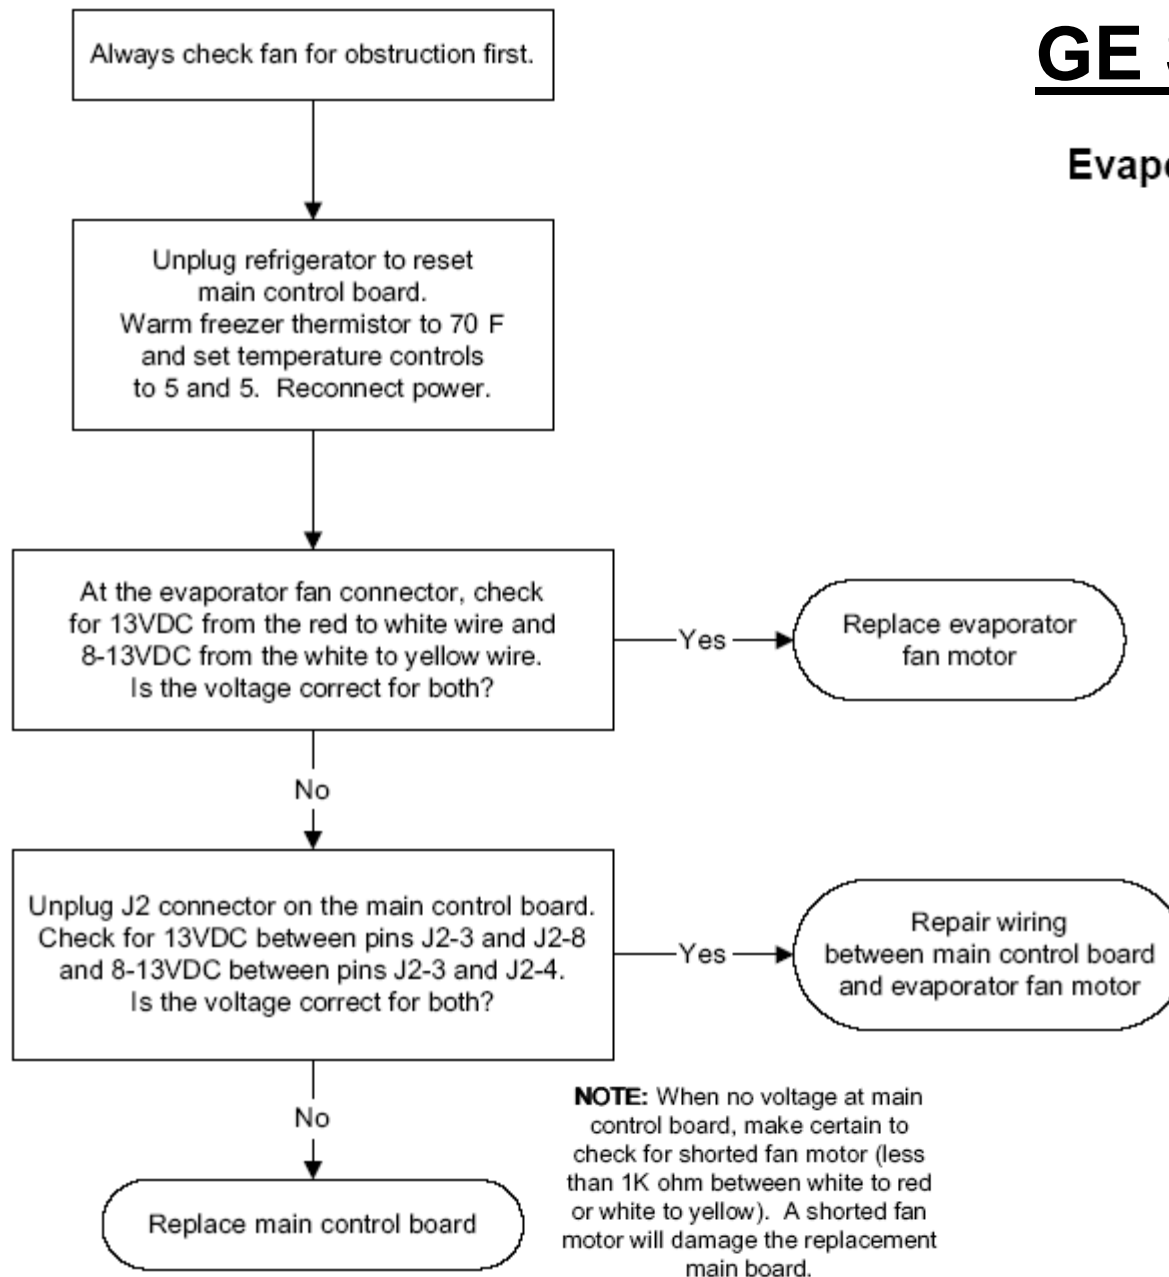 Always check fan for obstruction first.
GE
Unplug refrigerator to reset
main control board.
Warm freezer thermistor to 70 F
and set temperature controls
to 5 and 5. Reconnect power.
At the evaporator fan connector, check
for 13VDC from the red to white wire and
8-13VDC from the white to yellow wire.
Is the voltage correct for both?
Yes
Replace evaporator
fan motor
No
Unplug J2 connector on the main control board.
Check for 13VDC between pins J2-3 and J2-8
and 8-13VDC between pins J2-3 and J2-4.
Is the voltage correct for both?
Yes
Repair wiring
between main control board
and evaporator fan motor
No
Replace main control board
NOTE: When no voltage at main
control board, make certain to
check for shorted fan motor (less
than 1K ohm between white to red
or white to yellow). A shorted fan
motor will damage the replacement
main board.